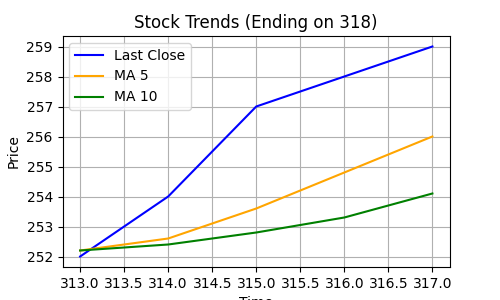 Stock Trends (Ending on 318)
Last Close
MA 5
MA 10
Price
259
258
257
256
255
254
253
252
313.0 313.5 314.0 314.5 315.0 315.5 316.0 316.5 317.0
Time